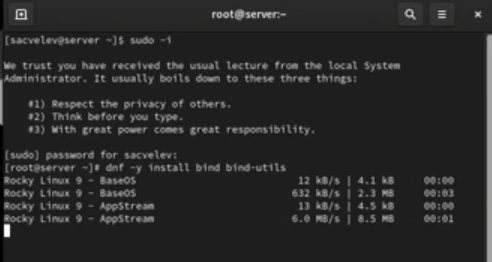 root@server:~
[sacvelev@server ~]$ sudo -i
We trust you have received the usual lecture from the local System
Administrator. It usually boils down to these three things:
#1) Respect the privacy of others.
#2) Think before you type.
#3) With great power comes great responsibility.
[sudo] password for sacvelev:
[root@server ~]# dnf -y install bind bind-utils
Rocky Linux 9 - BaseOS 12 kB/s | 4.1 kB 00:00
Rocky Linux 9 - BaseOS 632 kB/s | 2.3 MB 00:03
Rocky Linux 9 - AppStream 13 kB/s | 4.5 kB 00:00
Rocky Linux 9 - AppStream 6.0 MB/s | 8.5 MB 00:01